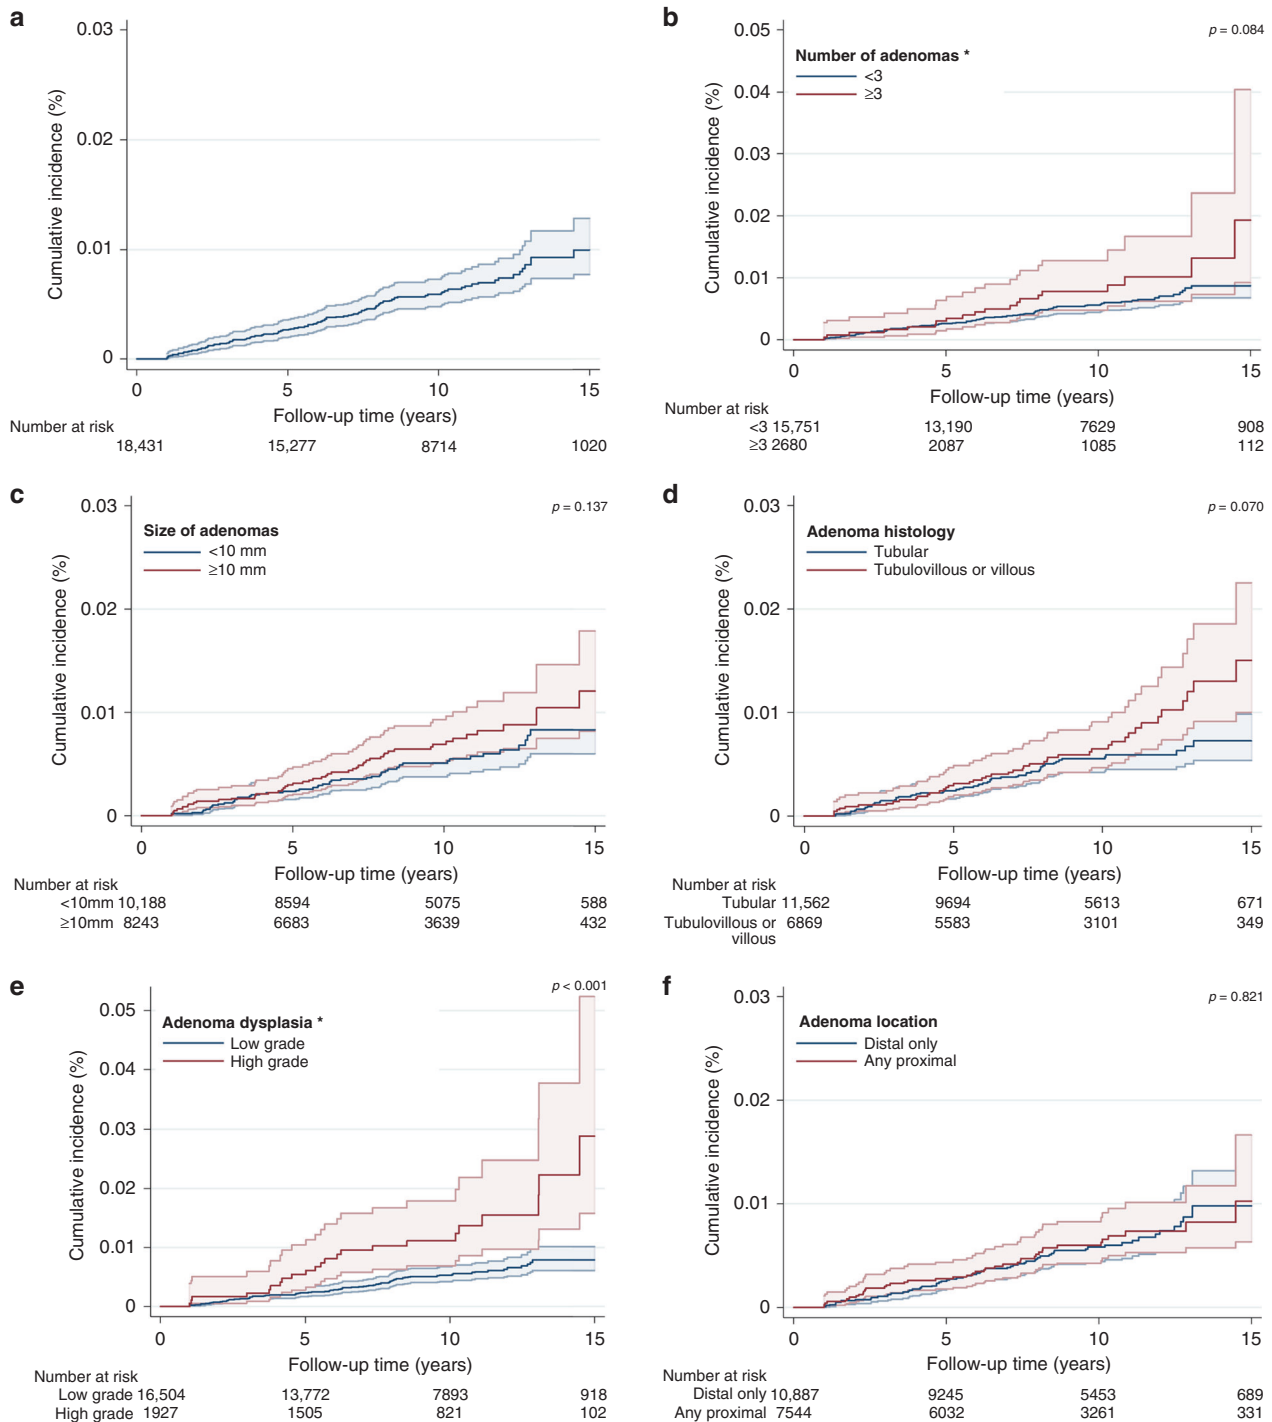 a
0.03
0.02
0.01
0
Cumulative incidence (%)
0 5 10 15
Follow-up time (years)
Number at risk
18,431 15,277 8714 1020
b
p = 0.084
Number of adenomas *
<3
≥3
0.05
0.04
0.03
0.02
0.01
0
Cumulative incidence (%)
0 5 10 15
Follow-up time (years)
Number at risk
<3 15,751 13,190 7629 908
≥3 2680 2087 1085 112
c
p = 0.137
Size of adenomas
<10 mm
≥10 mm
0.03
0.02
0.01
0
Cumulative incidence (%)
0 5 10 15
Follow-up time (years)
Number at risk
<10mm 10,188 8594 5075 588
≥10mm 8243 6683 3639 432
d
p = 0.070
Adenoma histology
Tubular
Tubulovillous or villous
0.03
0.02
0.01
0
Cumulative incidence (%)
0 5 10 15
Follow-up time (years)
Number at risk
Tubular 11,562 9694 5613 671
Tubulovillous or 6869 5583 3101 349
villous
e
p < 0.001
Adenoma dysplasia *
Low grade
High grade
0.05
0.04
0.03
0.02
0.01
0
Cumulative incidence (%)
0 5 10 15
Follow-up time (years)
Number at risk
Low grade 16,504 13,772 7893 918
High grade 1927 1505 821 102
f
p = 0.821
Adenoma location
Distal only
Any proximal
0.03
0.02
0.01
0
Cumulative incidence (%)
0 5 10 15
Follow-up time (years)
Number at risk
Distal only 10,887 9245 5453 689
Any proximal 7544 6032 3261 331